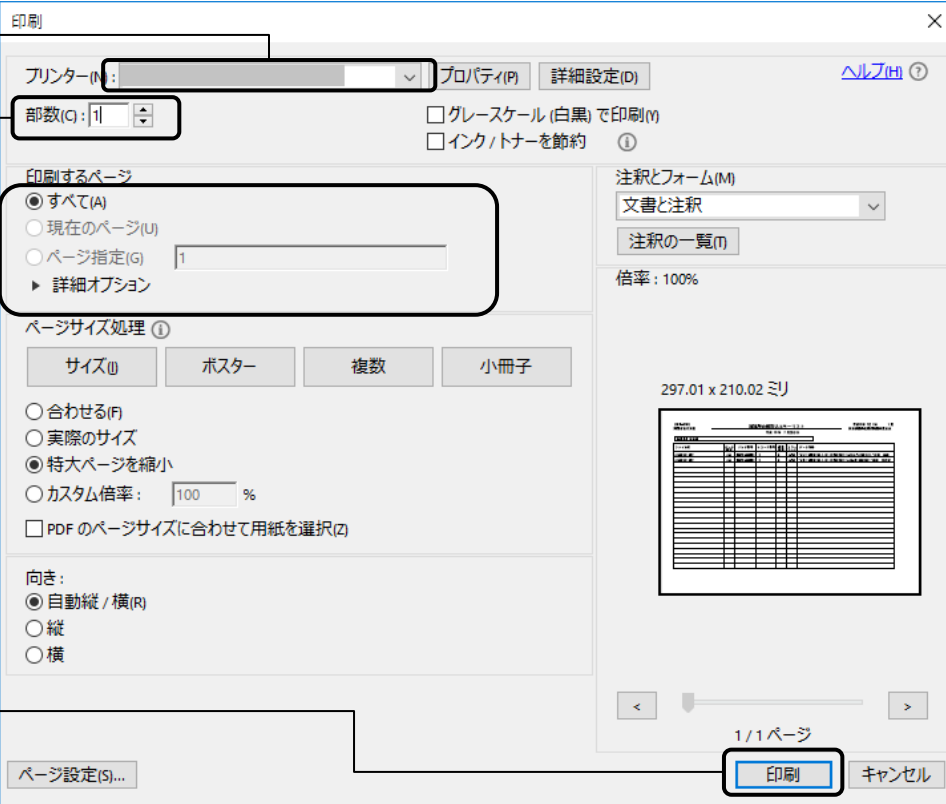 印刷
プリンター(N) : プロパティ(P) 詳細設定(D) ヘルプ(H)
部数(C) : 1 グレースケール (白黒) で印刷(Y)
インク / トナーを節約
印刷するページ
すべて(A)
現在のページ(U)
ページ指定(G) 1
詳細オプション
注釈とフォーム(M)
文書と注釈
注釈の一覧(T)
ページサイズ処理
サイズ(I) ポスター 複数 小冊子
合わせる(F)
実際のサイズ
特大ページを縮小
カスタム倍率 : 100 %
PDF のページサイズに合わせて用紙を選択(Z)
向き :
自動縦 / 横(R)
縦
横
倍率 : 100%
297.01 x 210.02 ミリ
< >
1 / 1 ページ
ページ設定(S)... 印刷 キャンセル